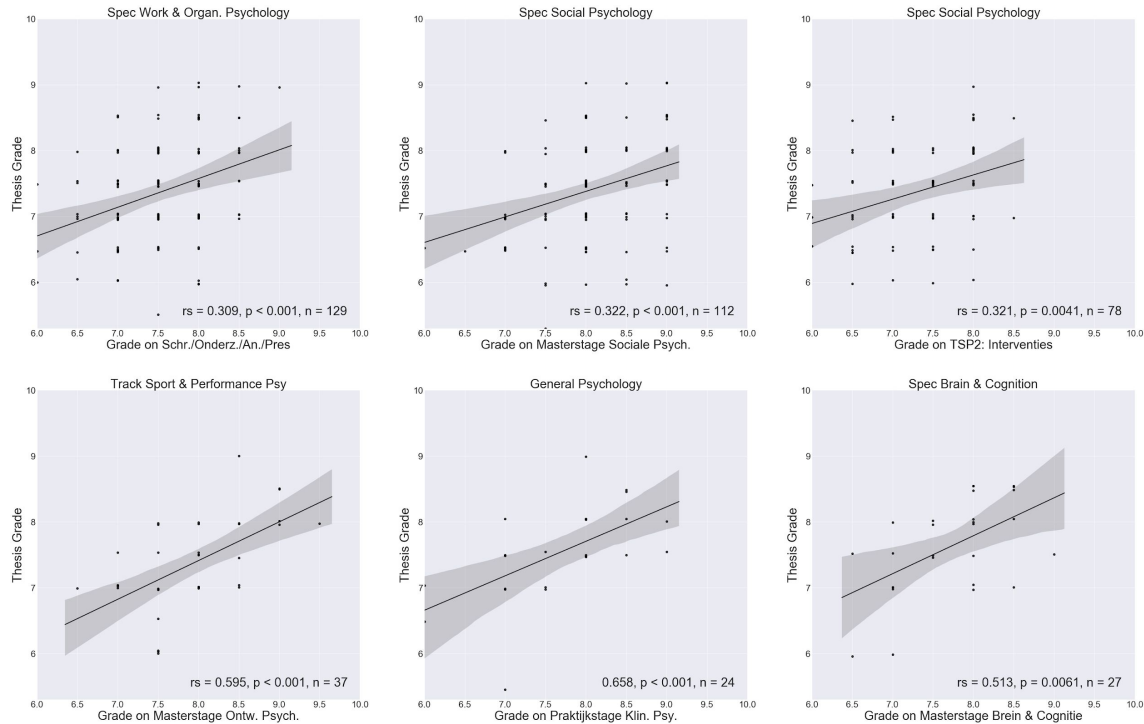 Spec Work & Organ. Psychology
10
9
8
7
6
Thesis Grade
rs = 0.309, p < 0.001, n = 129
6.0 6.5 7.0 7.5 8.0 8.5 9.0 9.5 10.0
Grade on Schr./Onderz./An./Pres
Spec Social Psychology
10
9
8
7
6
Thesis Grade
rs = 0.322, p < 0.001, n = 112
6.0 6.5 7.0 7.5 8.0 8.5 9.0 9.5 10.0
Grade on Masterstage Sociale Psych.
Spec Social Psychology
10
9
8
7
6
Thesis Grade
rs = 0.321, p = 0.0041, n = 78
6.0 6.5 7.0 7.5 8.0 8.5 9.0 9.5 10.0
Grade on TSP2: Interventies
Track Sport & Performance Psy
10
9
8
7
6
Thesis Grade
rs = 0.595, p < 0.001, n = 37
6.0 6.5 7.0 7.5 8.0 8.5 9.0 9.5 10.0
Grade on Masterstage Ontw. Psych.
General Psychology
10
9
8
7
6
Thesis Grade
0.658, p < 0.001, n = 24
6.0 6.5 7.0 7.5 8.0 8.5 9.0 9.5 10.0
Grade on Praktijkstage Klin. Psy.
Spec Brain & Cognition
10
9
8
7
6
Thesis Grade
rs = 0.513, p = 0.0061, n = 27
6.0 6.5 7.0 7.5 8.0 8.5 9.0 9.5 10.0
Grade on Masterstage Brein & Cognitie